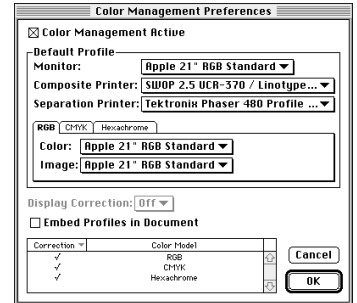 Color Management Preferences
Color Management Active
Default Profile
Monitor: Apple 21" RGB Standard
Composite Printer: SWOP 2.5 UCR-370 / Linotype...
Separation Printer: Tektronix Phaser 480 Profile ...
RGB CMYK Hexachrome
Color: Apple 21" RGB Standard
Image: Apple 21" RGB Standard
Display Correction: Off
Embed Profiles in Document
Correction Color Model
✓ RGB
✓ CMYK
✓ Hexachrome
Cancel
OK